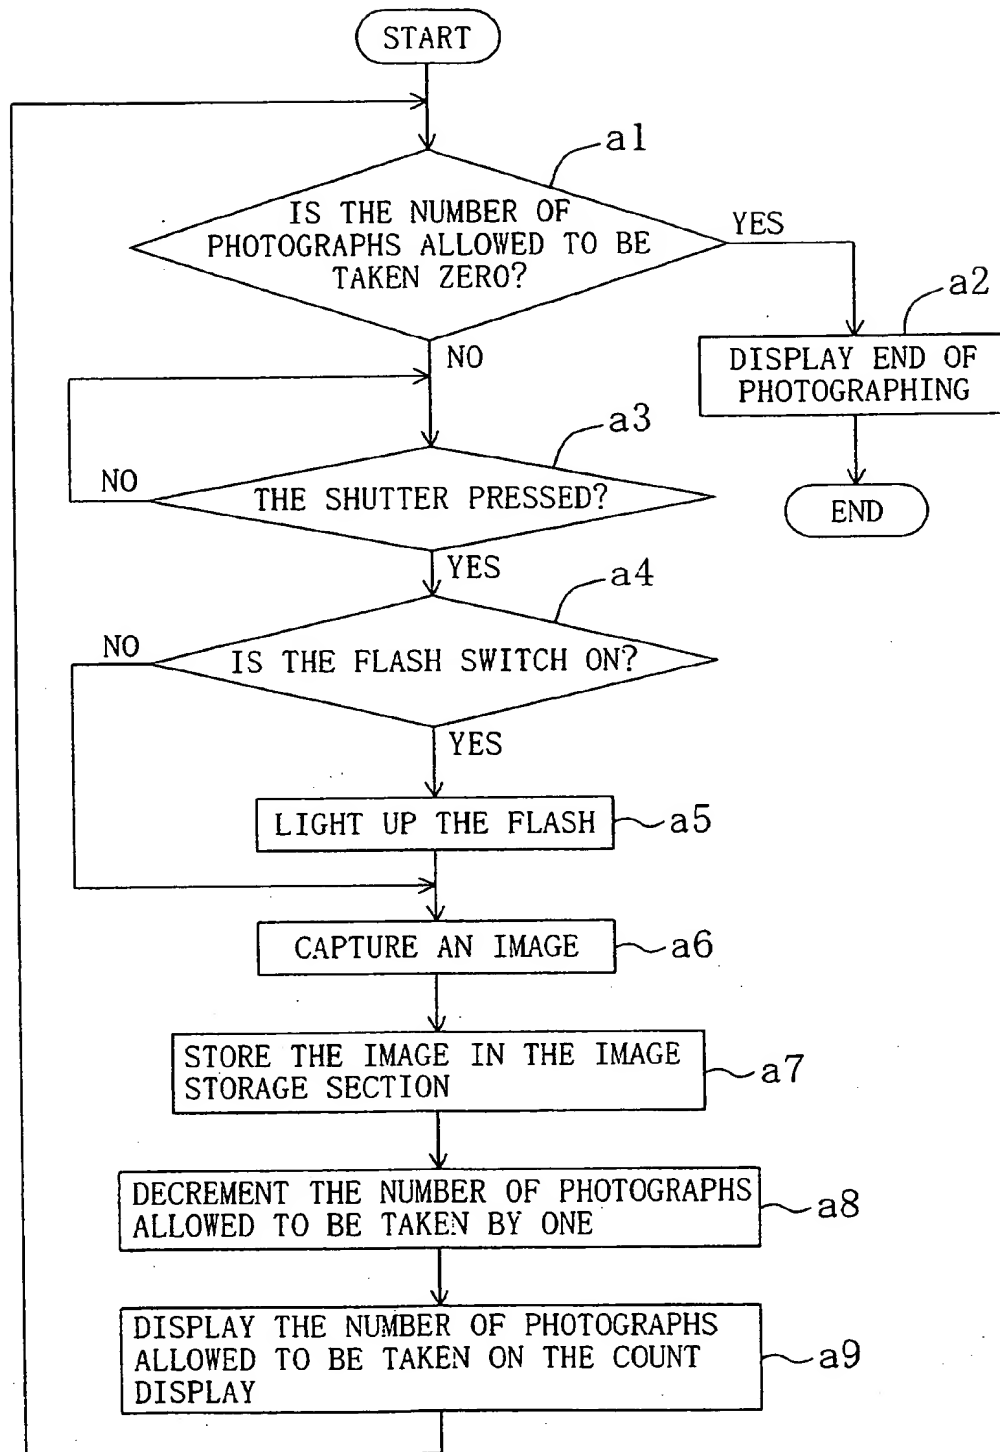 START
a1
IS THE NUMBER OF
PHOTOGRAPHS ALLOWED TO BE
TAKEN ZERO?
YES
a2
DISPLAY END OF
PHOTOGRAPHING
END
NO
a3
THE SHUTTER PRESSED?
NO
YES
a4
IS THE FLASH SWITCH ON?
NO
YES
LIGHT UP THE FLASH
a5
CAPTURE AN IMAGE
a6
STORE THE IMAGE IN THE IMAGE
STORAGE SECTION
a7
DECREMENT THE NUMBER OF PHOTOGRAPHS
ALLOWED TO BE TAKEN BY ONE
a8
DISPLAY THE NUMBER OF PHOTOGRAPHS
ALLOWED TO BE TAKEN ON THE COUNT
DISPLAY
a9